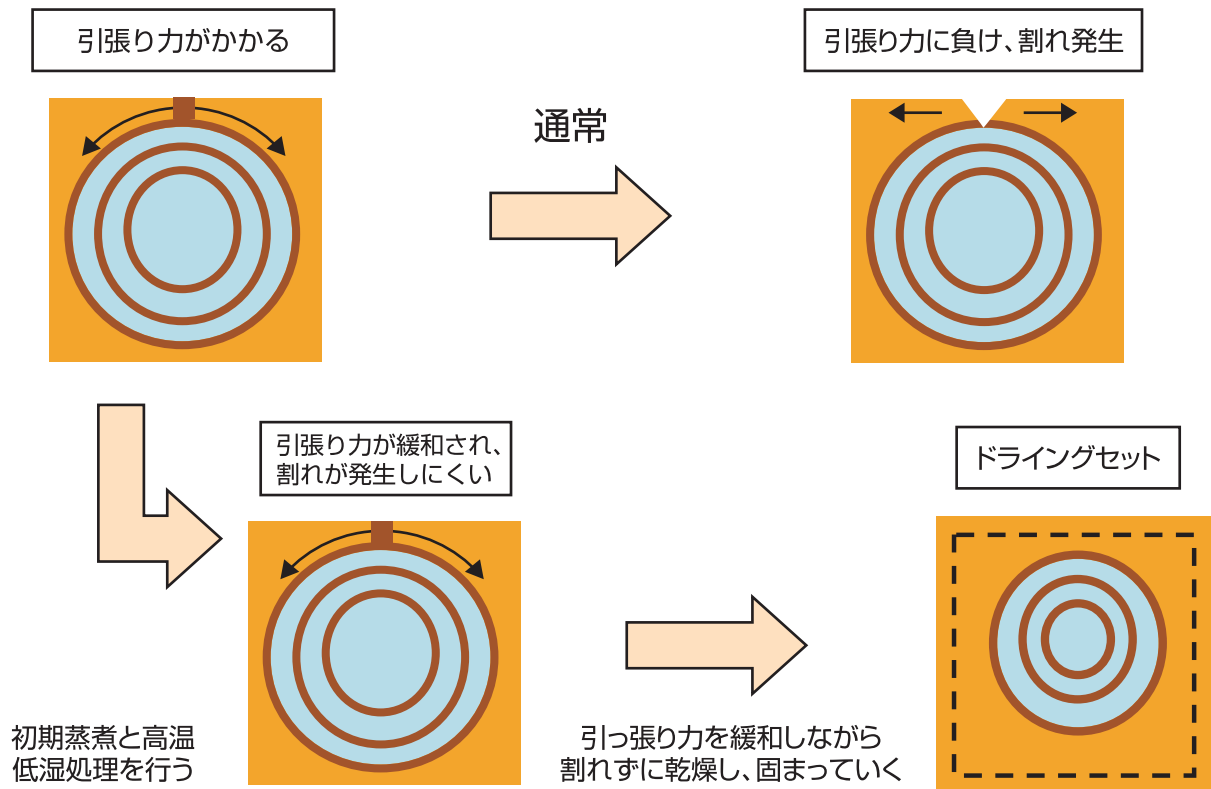 引張り力がかかる
引張り力に負け、割れ発生
通常
引張り力が緩和され、
割れが発生しにくい
ドライングセット
初期蒸煮と高温
低湿処理を行う
引っ張り力を緩和しながら
割れずに乾燥し、固まっていく